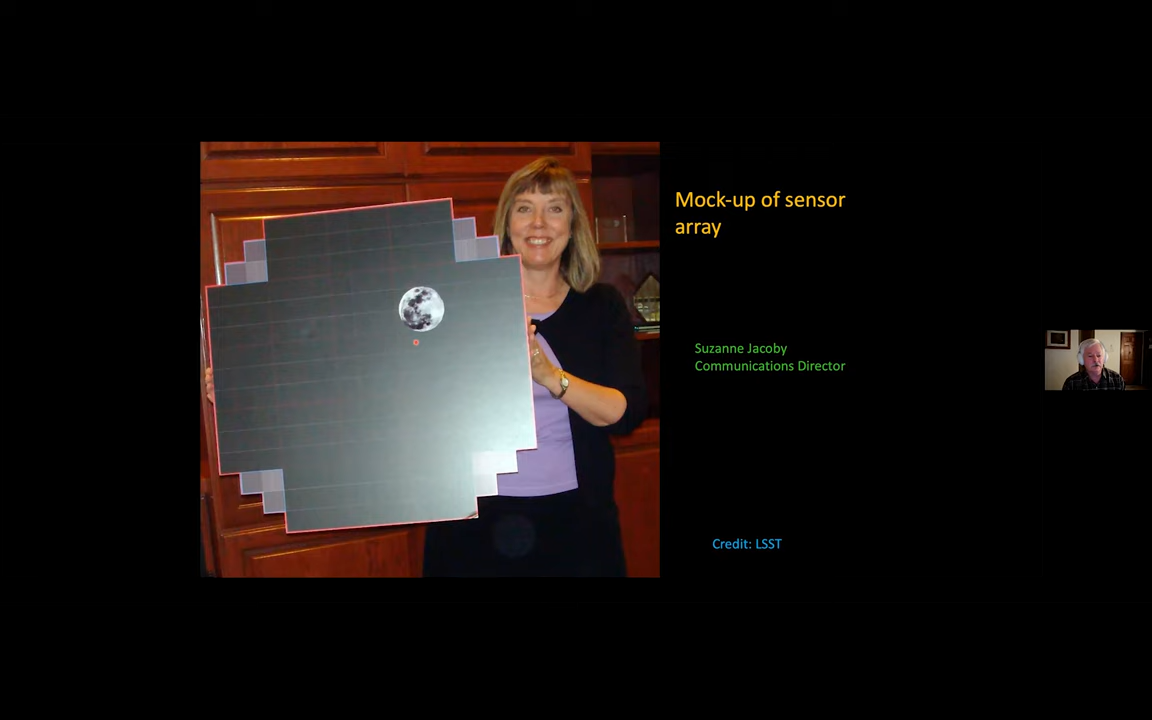 Mock-up of sensor
array
Suzanne Jacoby
Communications Director
Credit: LSST